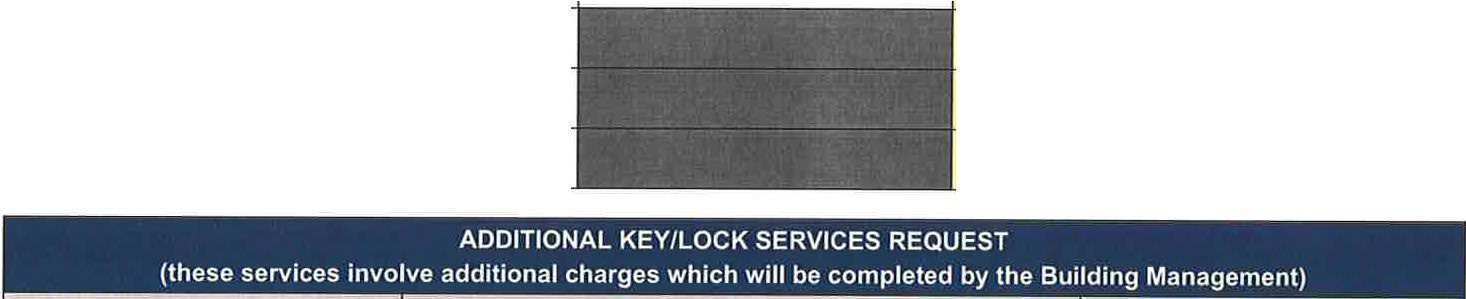 ADDITIONAL KEY/LOCK SERVICES REQUEST
(these services involve additional charges which will be completed by the Building Management)